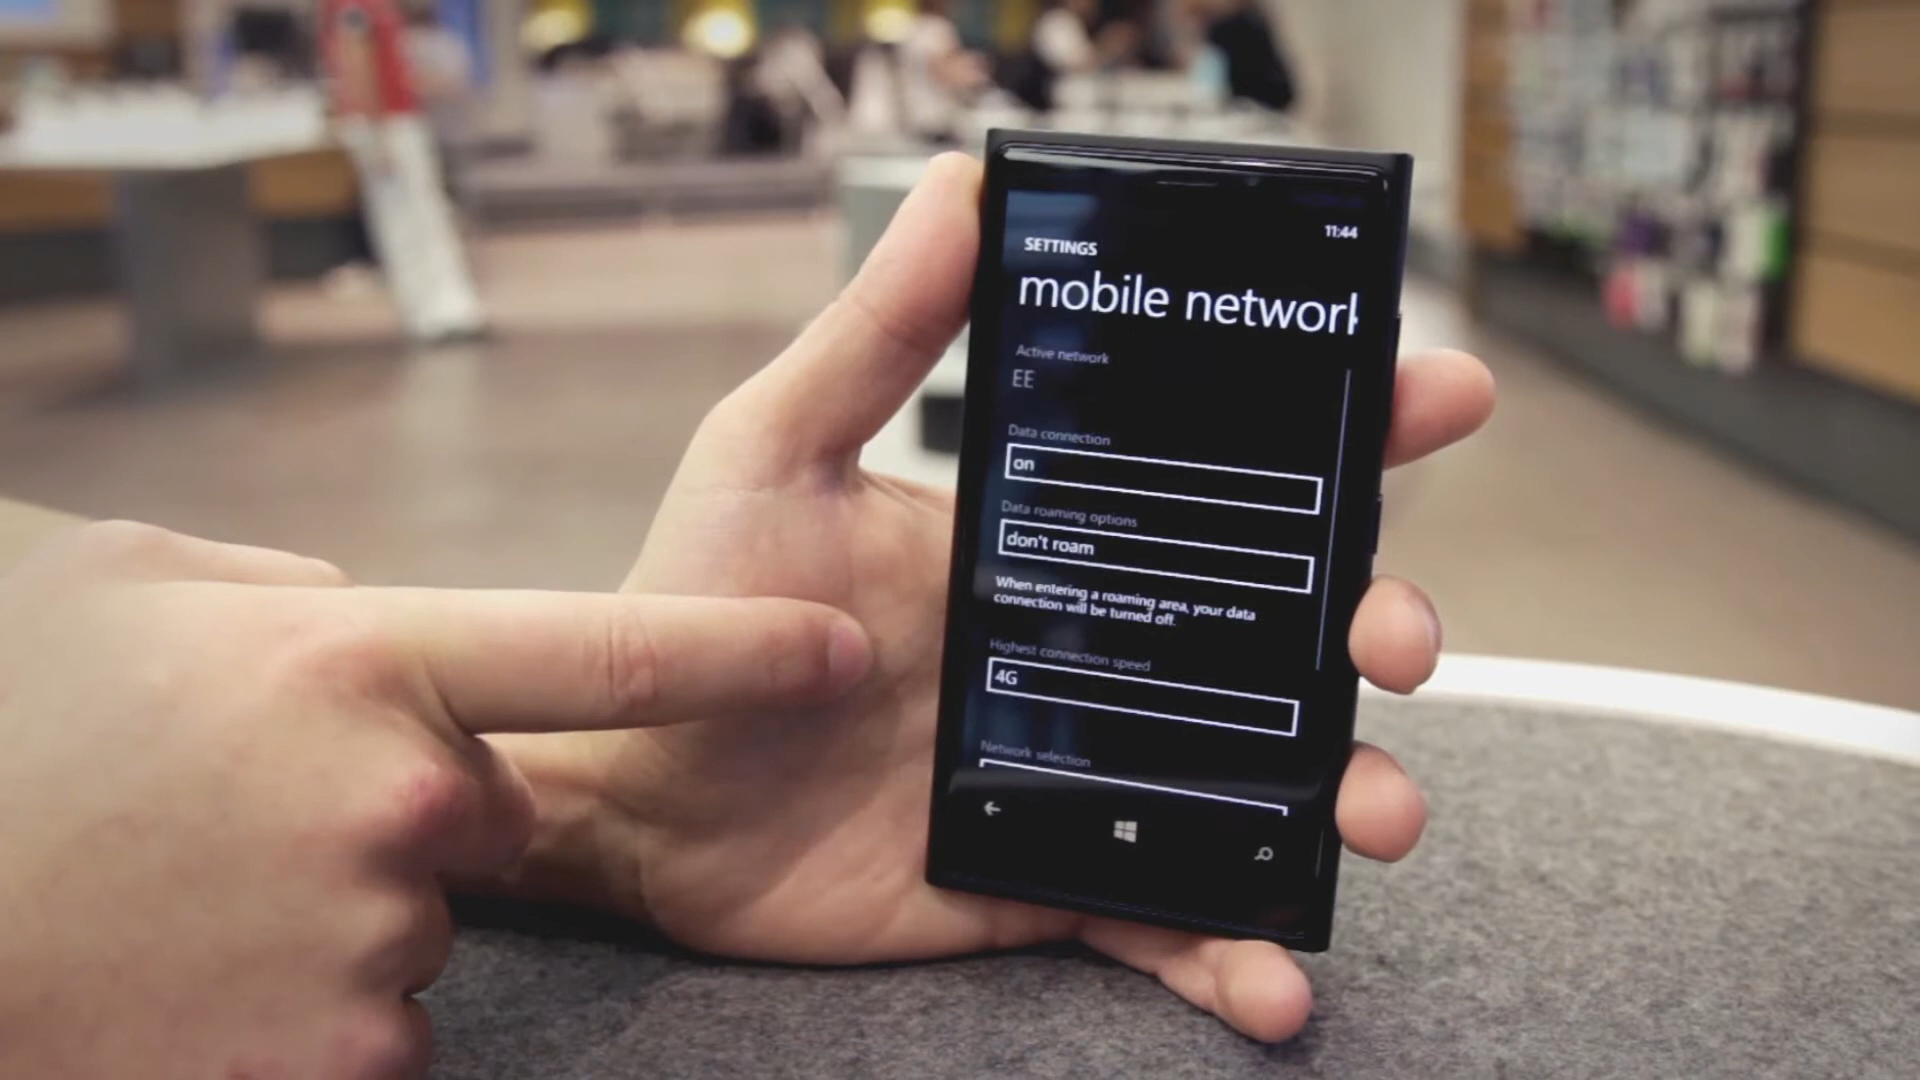 11:44
SETTINGS
mobile network
Active network
EE
Data connection
on
Data roaming options
don't roam
When entering a roaming area, your data
connection will be turned off.
Highest connection speed
4G
Network selection